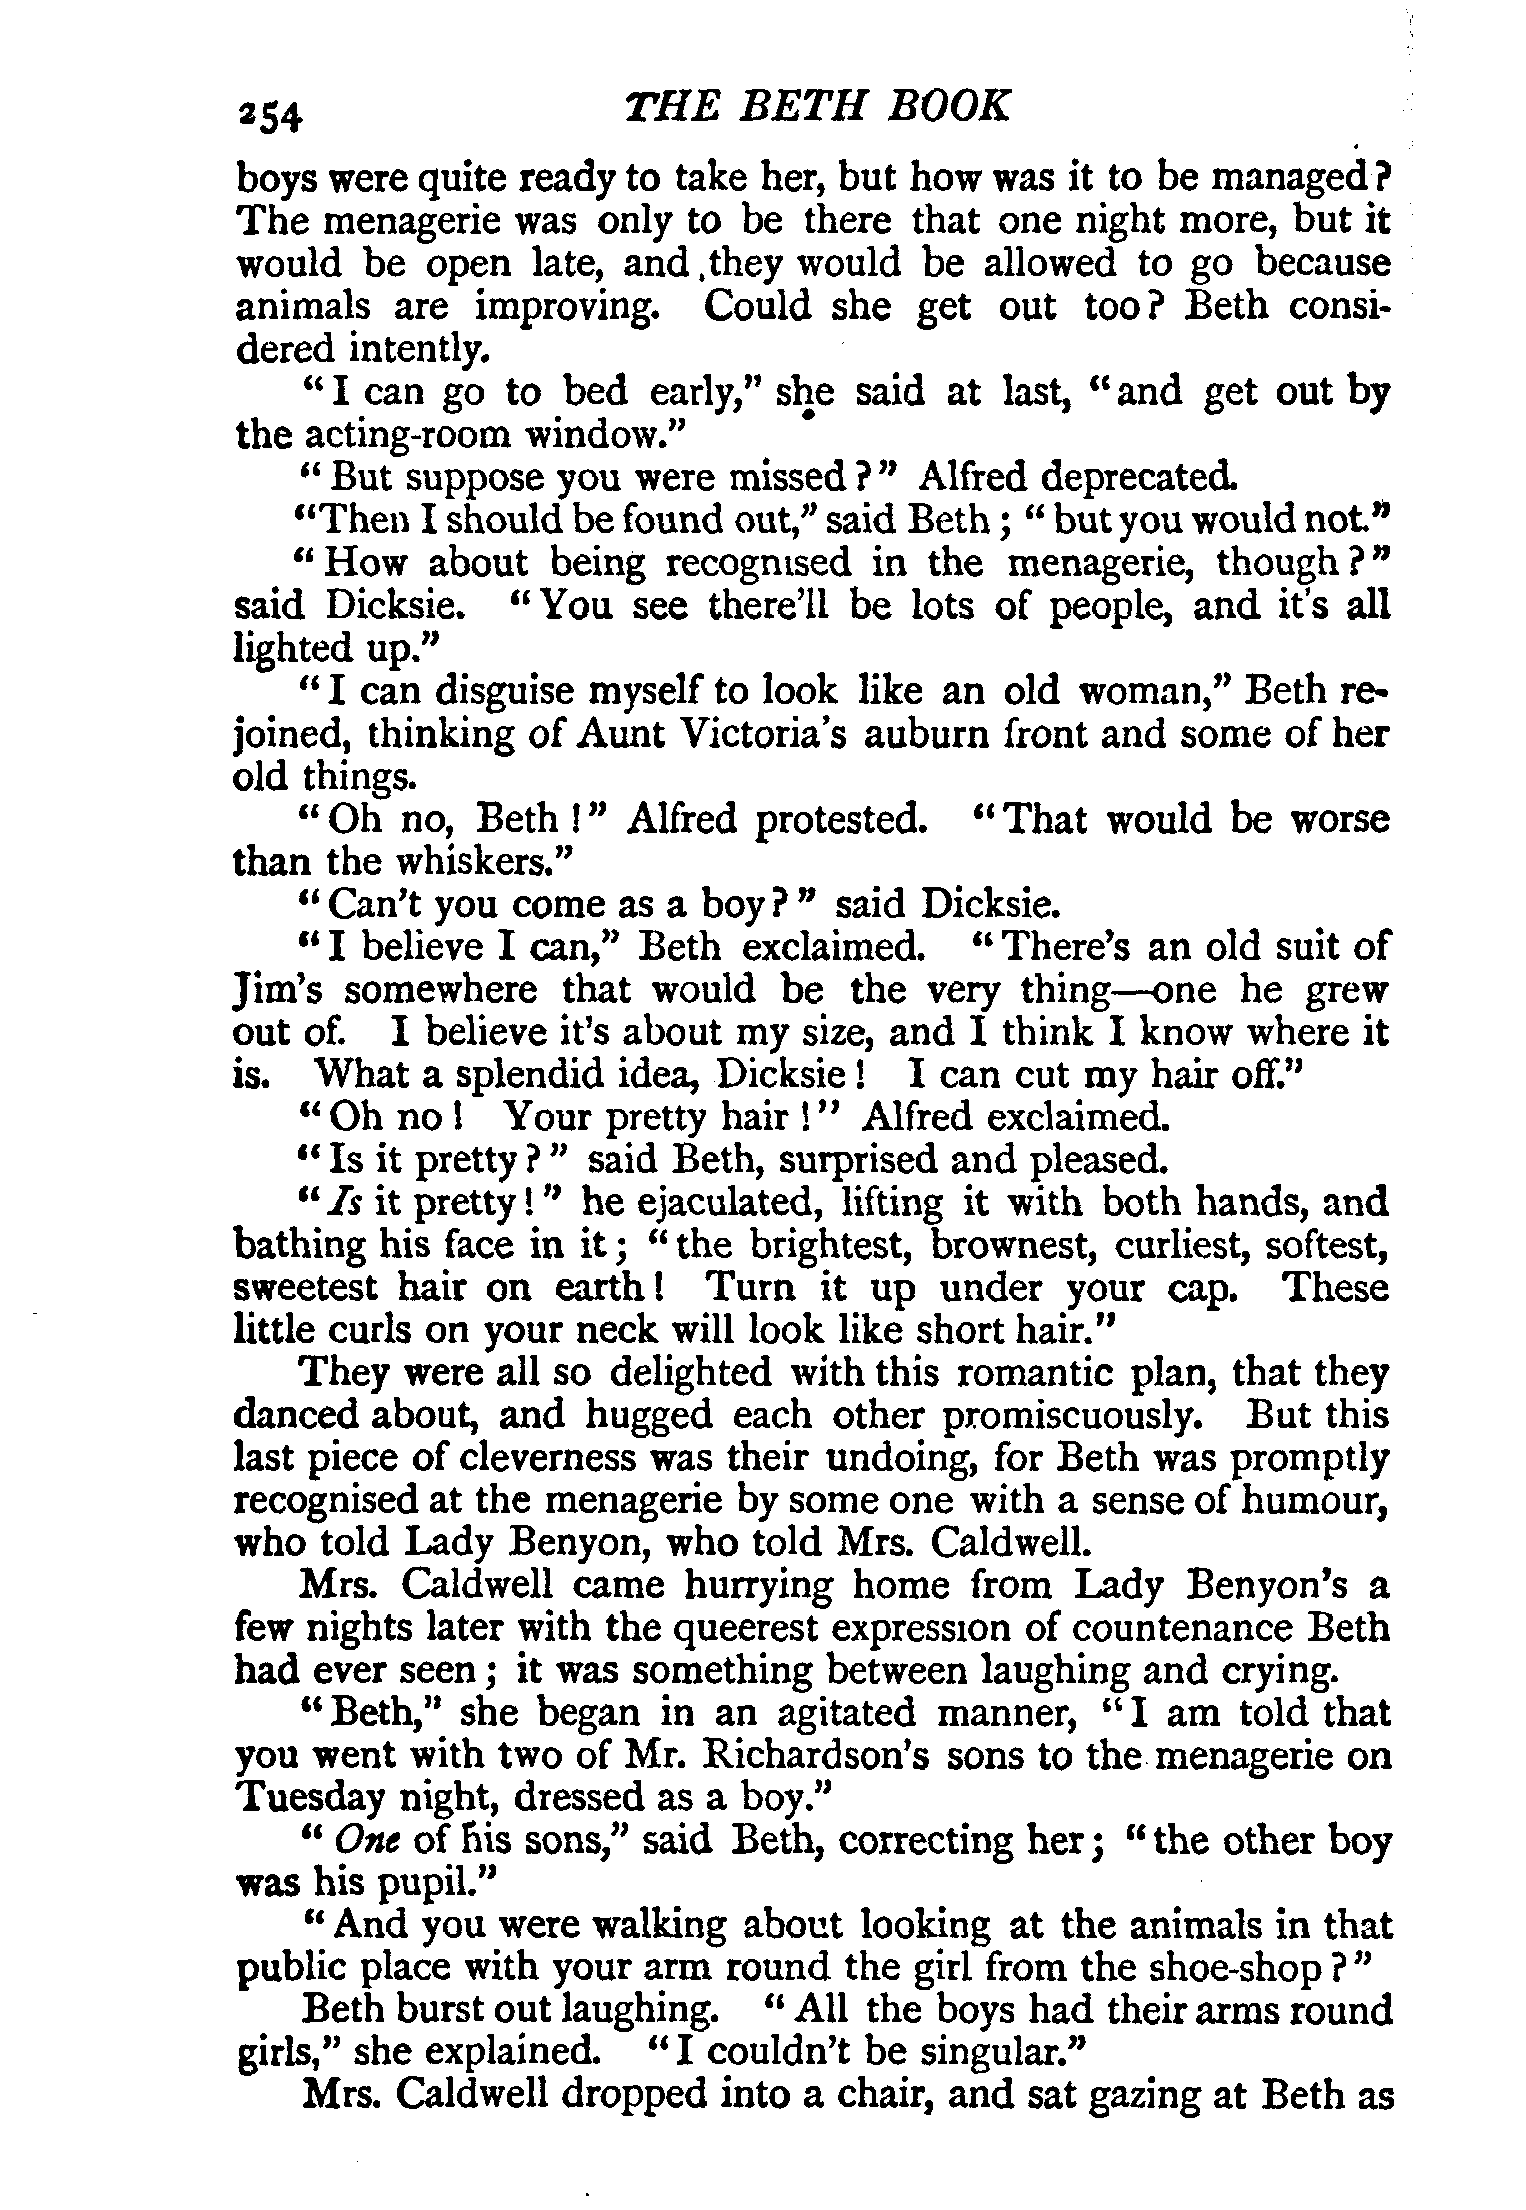 254 THE BETH BOOK
boys were quite ready to take her, but how was it to be managed?
The menagerie was only to be there that one night more, but it
would be open late, and they would be allowed to go because
animals are improving. Could she get out too? Beth consi-
dered intently.
"I can go to bed early," she said at last, "and get out by
the acting-room window."
"But suppose you were missed?" Alfred deprecated.
"Then I should be found out," said Beth; "but you would not."
"How about being recognised in the menagerie, though?"
said Dicksie. "You see there'll be lots of people, and it's all
lighted up."
"I can disguise myself to look like an old woman," Beth re-
joined, thinking of Aunt Victoria's auburn front and some of her
old things.
"Oh no, Beth!" Alfred protested. "That would be worse
than the whiskers."
"Can't you come as a boy?" said Dicksie.
"I believe I can," Beth exclaimed. "There's an old suit of
Jim's somewhere that would be the very thing—one he grew
out of. I believe it's about my size, and I think I know where it
is. What a splendid idea, Dicksie! I can cut my hair off."
"Oh no! Your pretty hair!" Alfred exclaimed.
"Is it pretty?" said Beth, surprised and pleased.
"Is it pretty!" he ejaculated, lifting it with both hands, and
bathing his face in it; "the brightest, brownest, curliest, softest,
sweetest hair on earth! Turn it up under your cap. These
little curls on your neck will look like short hair."
They were all so delighted with this romantic plan, that they
danced about, and hugged each other promiscuously. But this
last piece of cleverness was their undoing, for Beth was promptly
recognised at the menagerie by some one with a sense of humour,
who told Lady Benyon, who told Mrs. Caldwell.
Mrs. Caldwell came hurrying home from Lady Benyon's a
few nights later with the queerest expression of countenance Beth
had ever seen; it was something between laughing and crying.
"Beth," she began in an agitated manner, "I am told that
you went with two of Mr. Richardson's sons to the menagerie on
Tuesday night, dressed as a boy."
"One of his sons," said Beth, correcting her; "the other boy
was his pupil."
"And you were walking about looking at the animals in that
public place with your arm round the girl from the shoe-shop?"
Beth burst out laughing. "All the boys had their arms round
girls," she explained. "I couldn't be singular."
Mrs. Caldwell dropped into a chair, and sat gazing at Beth as